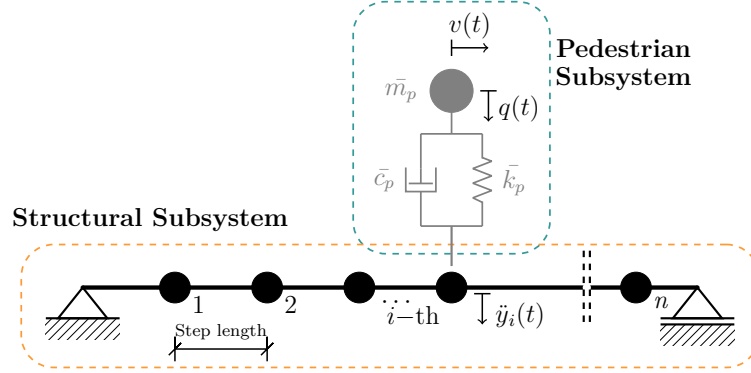 v(t)
Pedestrian
Subsystem
m̄_p
q(t)
c̄_p
k̄_p
Structural Subsystem
1
2
...
i−th
ÿ_i(t)
n
Step length